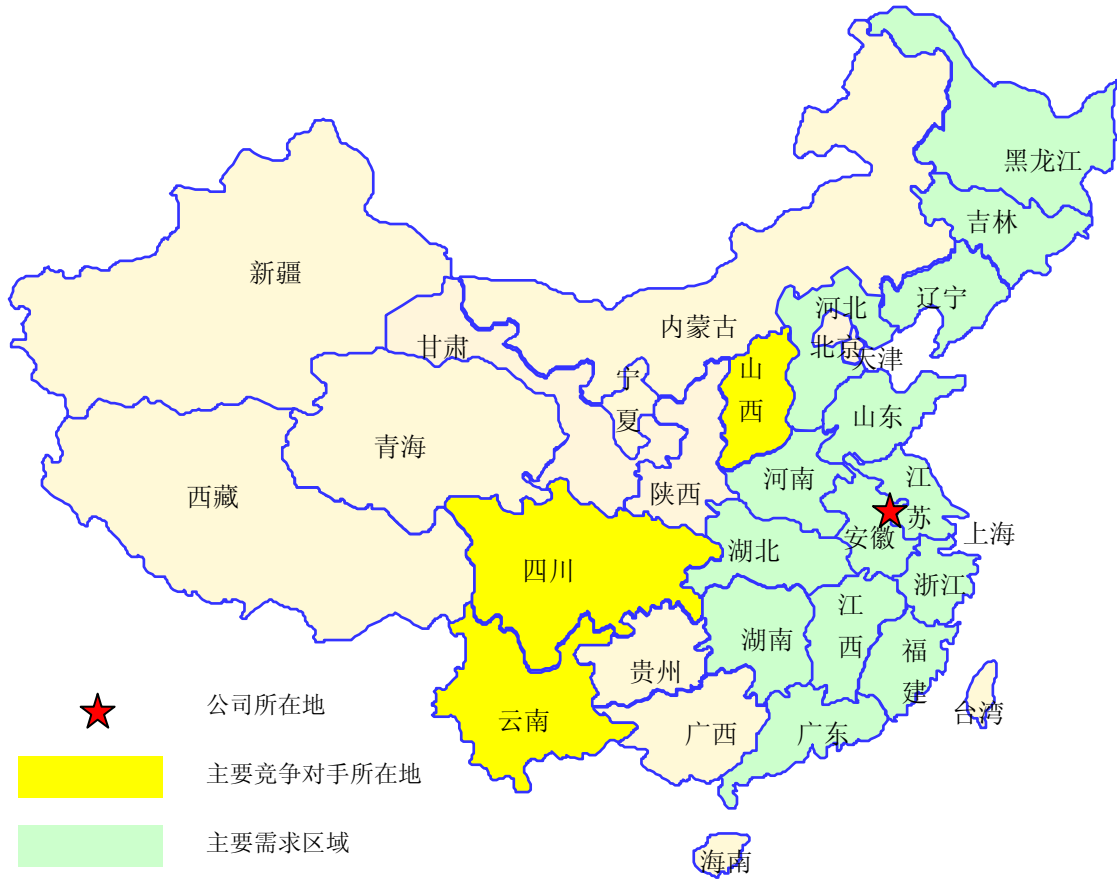 黑龙江
吉林
辽宁
新疆
内蒙古
河北
北京
天津
甘肃
宁夏
山西
山东
青海
西藏
陕西
河南
江苏
上海
安徽
四川
湖北
浙江
江西
湖南
福建
贵州
云南
广西
广东
台湾
海南
公司所在地
主要竞争对手所在地
主要需求区域